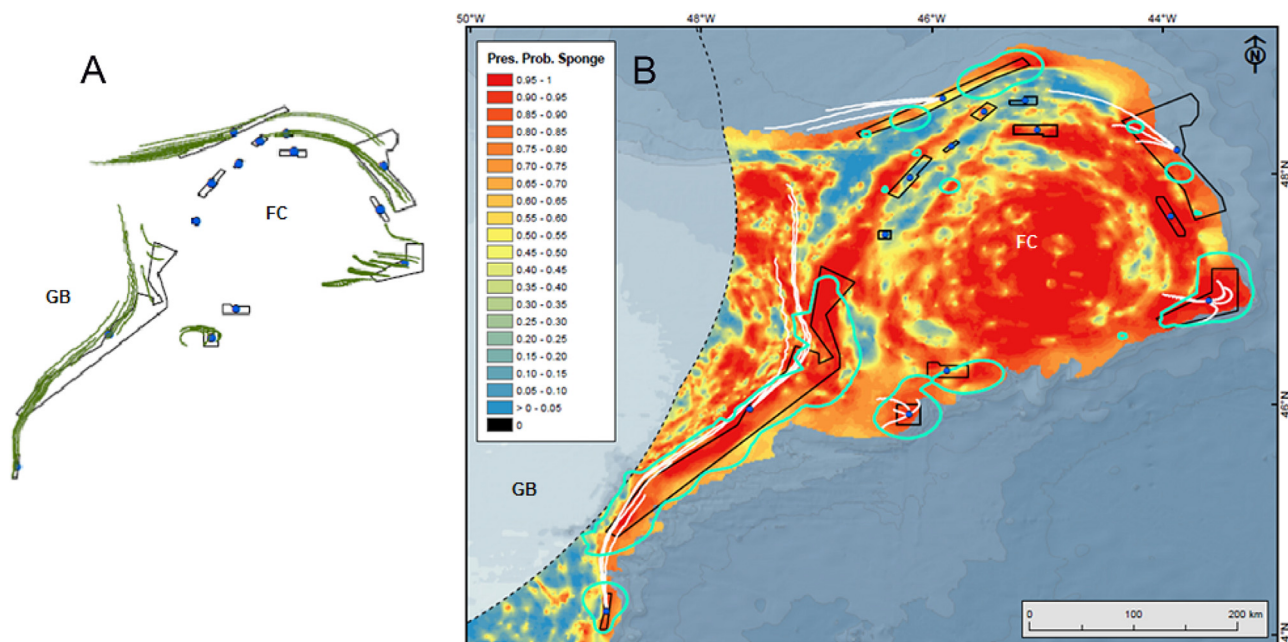 A
FC
GB
50°W
48°W
46°W
44°W
B
N
Pres. Prob. Sponge
0.95 - 1
0.90 - 0.95
0.85 - 0.90
0.80 - 0.85
0.75 - 0.80
0.70 - 0.75
0.65 - 0.70
0.60 - 0.65
0.55 - 0.60
0.50 - 0.55
0.45 - 0.50
0.40 - 0.45
0.35 - 0.40
0.30 - 0.35
0.25 - 0.30
0.20 - 0.25
0.15 - 0.20
0.10 - 0.15
0.05 - 0.10
> 0 - 0.05
0
48°N
FC
46°N
GB
0 100 200 km